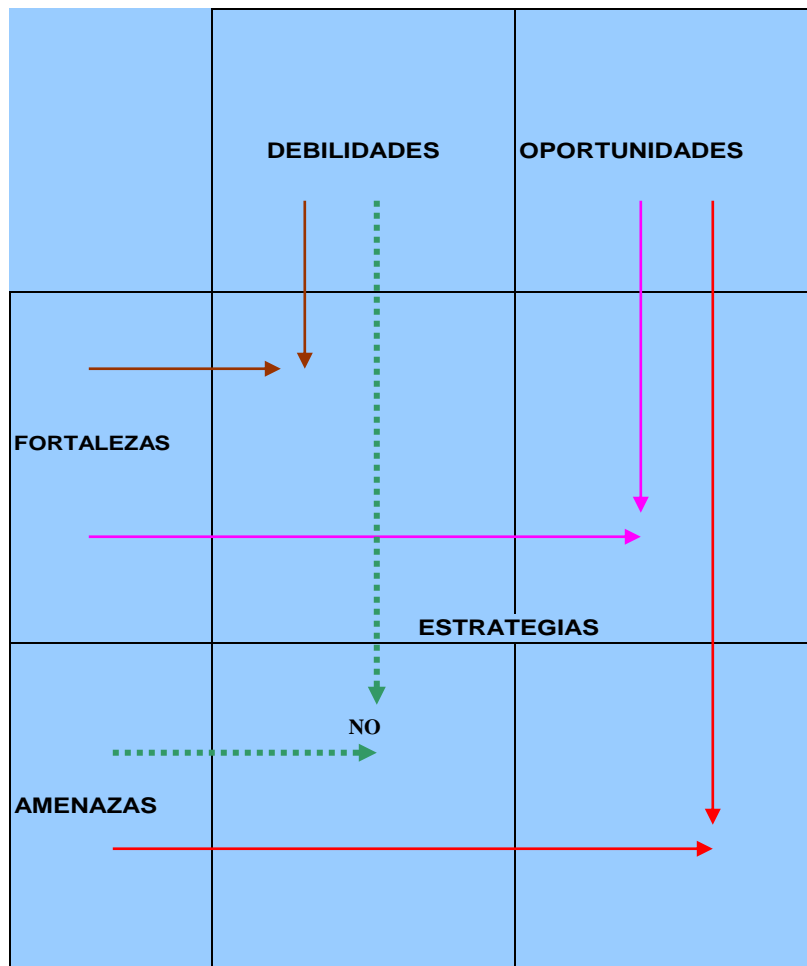 DEBILIDADES
OPORTUNIDADES
FORTALEZAS
ESTRATEGIAS
NO
AMENAZAS